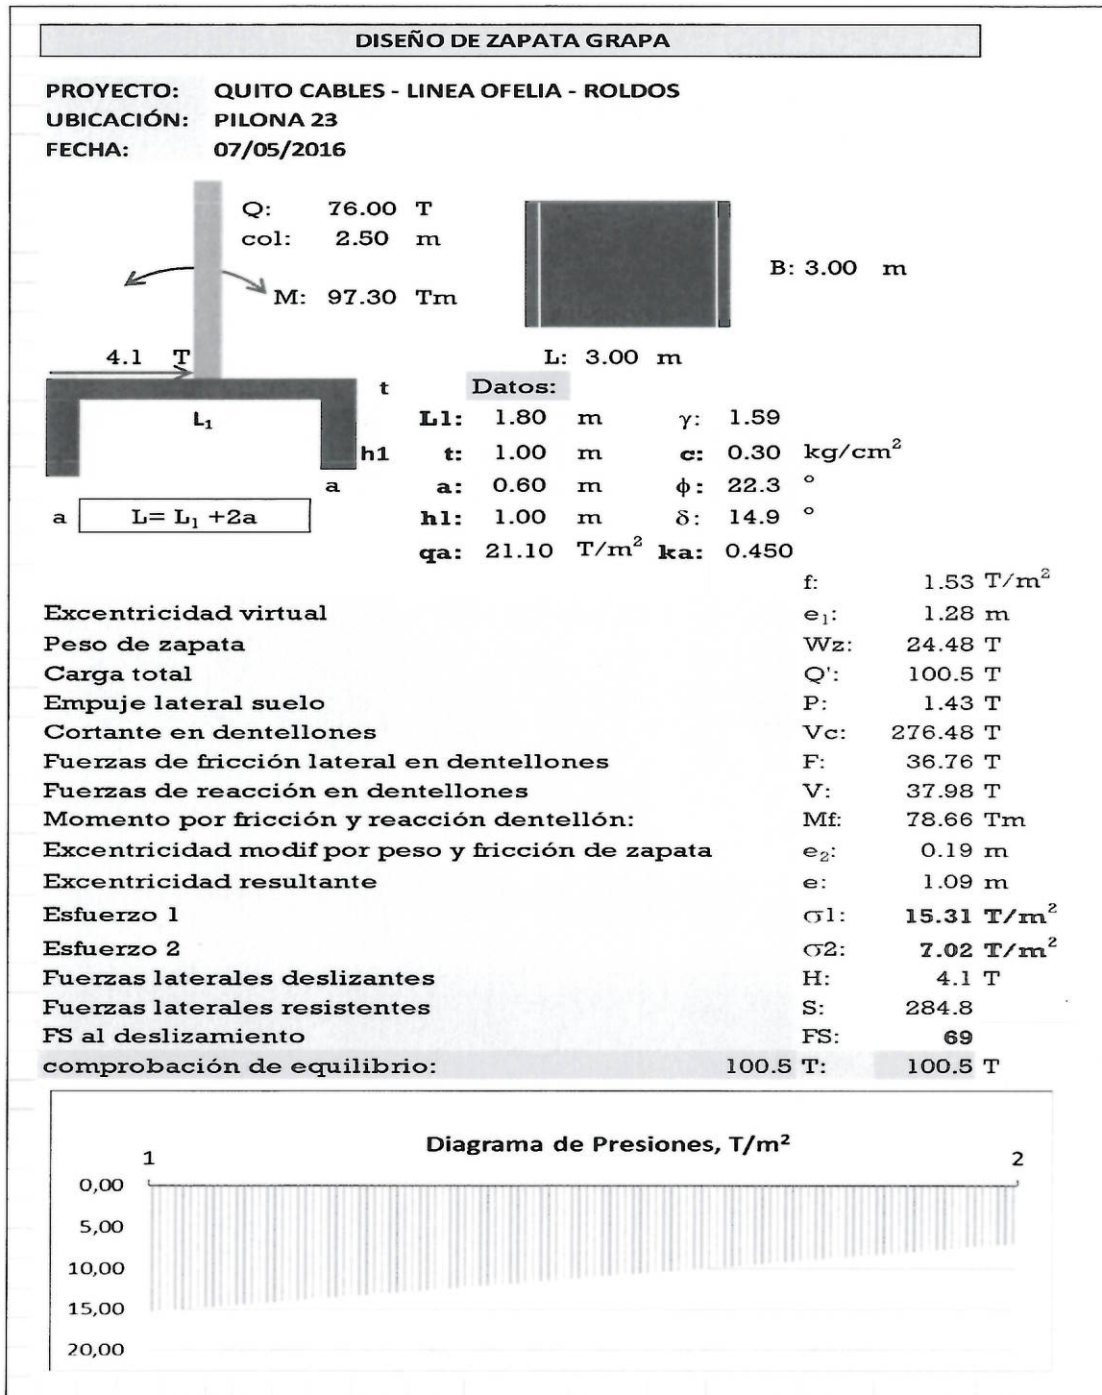 DISEÑO DE ZAPATA GRAPA
PROYECTO: QUITO CABLES - LINEA OFELIA - ROLDOS
UBICACIÓN: PILONA 23
FECHA: 07/05/2016
Q: 76.00 T
col: 2.50 m
B: 3.00 m
M: 97.30 Tm
4.1 T
L: 3.00 m
t Datos:
L₁ L1: 1.80 m γ: 1.59
h1 t: 1.00 m c: 0.30 kg/cm²
a a: 0.60 m ϕ: 22.3 °
a L= L₁ +2a h1: 1.00 m δ: 14.9 °
qa: 21.10 T/m² ka: 0.450
f: 1.53 T/m²
Excentricidad virtual e₁: 1.28 m
Peso de zapata Wz: 24.48 T
Carga total Q': 100.5 T
Empuje lateral suelo P: 1.43 T
Cortante en dentellones Vc: 276.48 T
Fuerzas de fricción lateral en dentellones F: 36.76 T
Fuerzas de reacción en dentellones V: 37.98 T
Momento por fricción y reacción dentellón: Mf: 78.66 Tm
Excentricidad modif por peso y fricción de zapata e₂: 0.19 m
Excentricidad resultante e: 1.09 m
Esfuerzo 1 σ1: 15.31 T/m²
Esfuerzo 2 σ2: 7.02 T/m²
Fuerzas laterales deslizantes H: 4.1 T
Fuerzas laterales resistentes S: 284.8
FS al deslizamiento FS: 69
comprobación de equilibrio: 100.5 T: 100.5 T
Diagrama de Presiones, T/m²
1 2
0,00
5,00
10,00
15,00
20,00